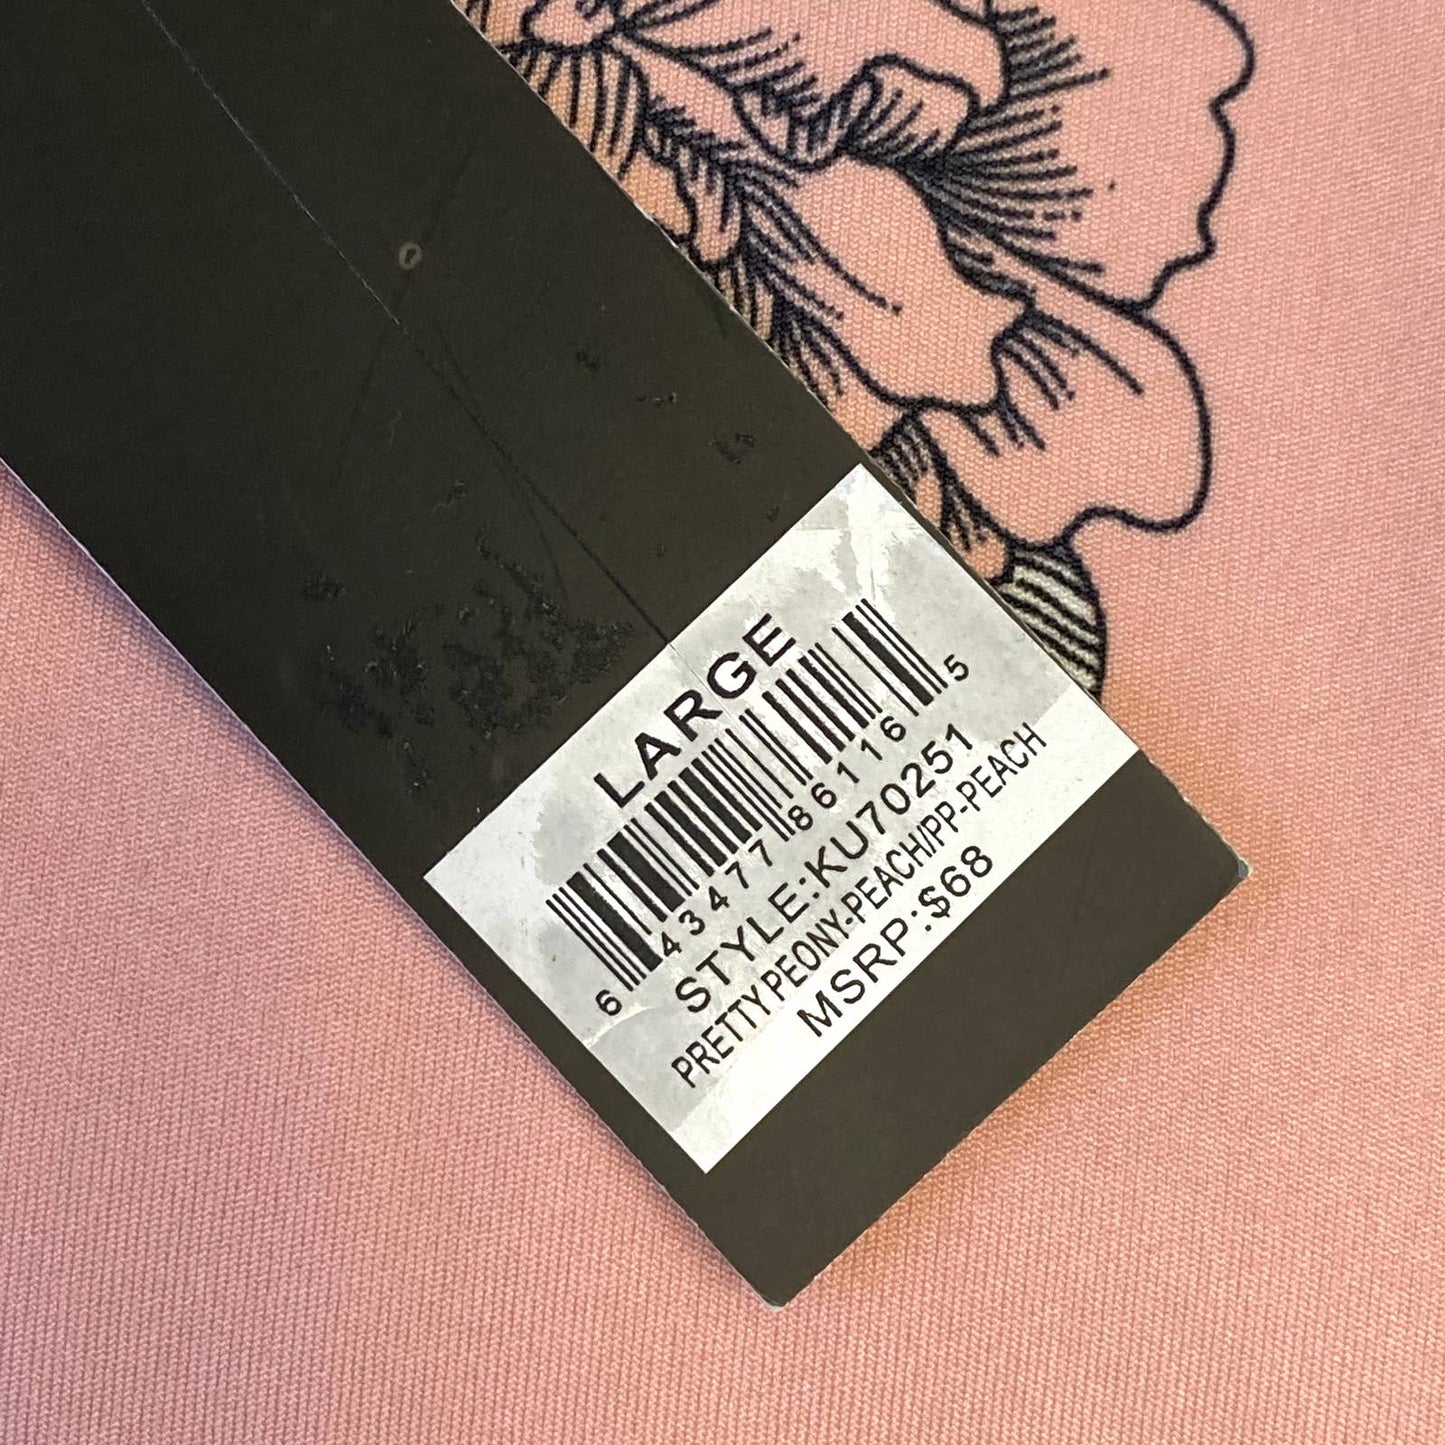 LARGE
6 43477 86116 5
STYLE:KU70251
PRETTY PEONY-PEACH/PP-PEACH
MSRP:$68